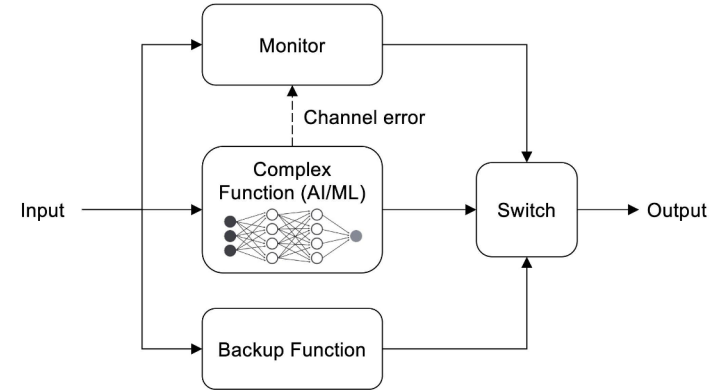 Monitor
Channel error
Complex
Function (AI/ML)
Input
Switch
Output
Backup Function